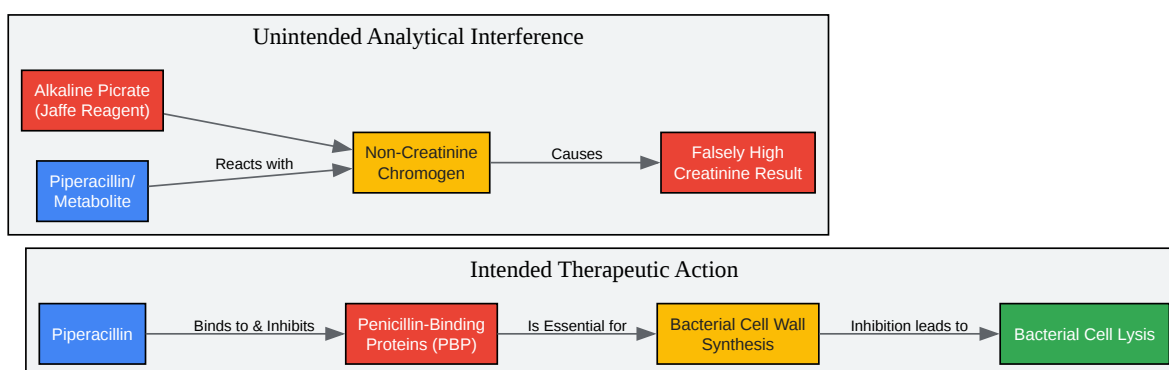 Unintended Analytical Interference
Alkaline Picrate
(Jaffe Reagent)
Piperacillin/
Metabolite
Reacts with
Non-Creatinine
Chromogen
Causes
Falsely High
Creatinine Result
Intended Therapeutic Action
Piperacillin
Binds to & Inhibits
Penicillin-Binding
Proteins (PBP)
Is Essential for
Bacterial Cell Wall
Synthesis
Inhibition leads to
Bacterial Cell Lysis